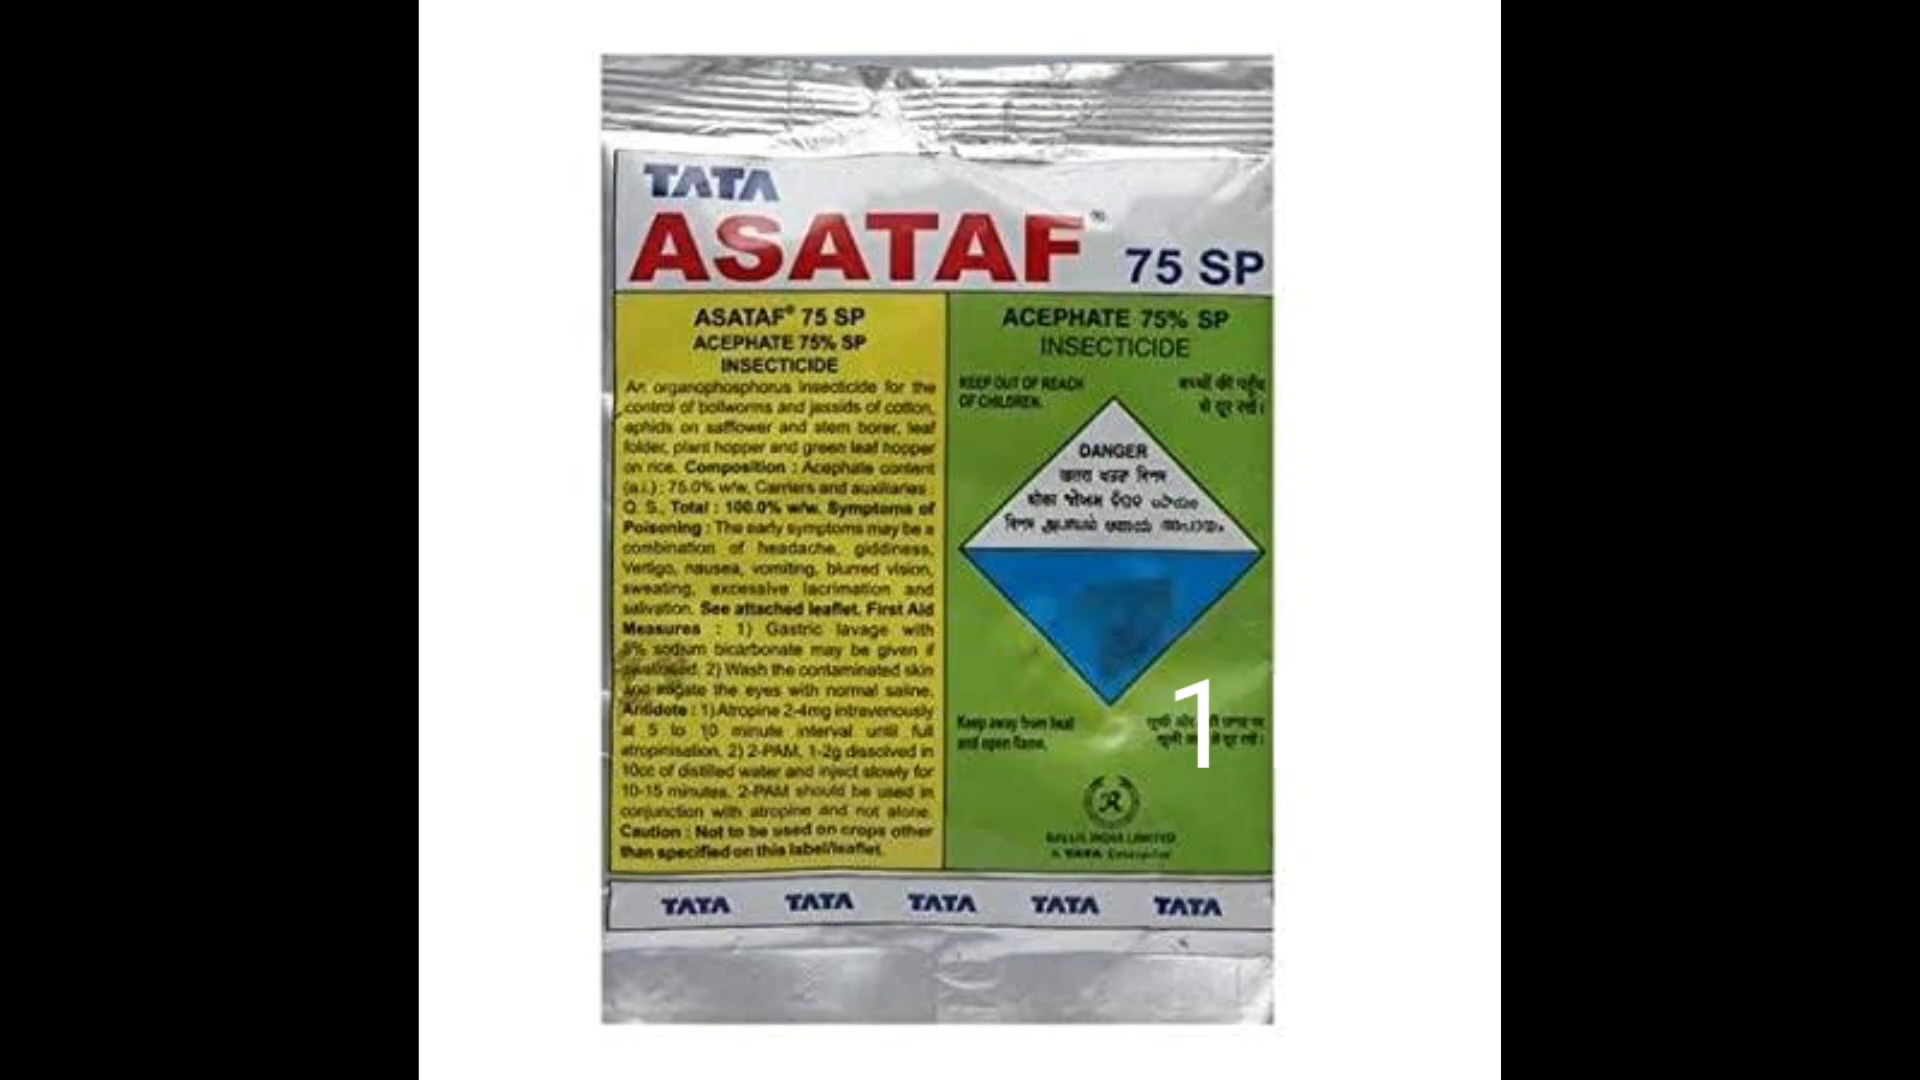 TATA
ASATAF® 75 SP
ASATAF® 75 SP
ACEPHATE 75% SP
INSECTICIDE
An organophosphorus insecticide for the
control of bollworms and jassids of cotton,
aphids on safflower and stem borer, leaf
folder, plant hopper and green leaf hopper
on rice. Composition : Acephate content
(a.i.) : 75.0% w/w, Carriers and auxiliaries :
Q. S., Total : 100.0% w/w. Symptoms of
Poisoning : The early symptoms may be a
combination of headache, giddiness,
Vertigo, nausea, vomiting, blurred vision,
sweating, excessive lacrimation and
salivation. See attached leaflet. First Aid
Measures : 1) Gastric lavage with
5% sodium bicarbonate may be given if
swallowed. 2) Wash the contaminated skin
and irrigate the eyes with normal saline.
Antidote : 1) Atropine 2-4mg intravenously
at 5 to 10 minute interval until full
atropinisation. 2) 2-PAM, 1-2g dissolved in
10cc of distilled water and inject slowly for
10-15 minutes. 2-PAM should be used in
conjunction with atropine and not alone.
Caution : Not to be used on crops other
than specified on this label/leaflet.
ACEPHATE 75% SP
INSECTICIDE
KEEP OUT OF REACH
OF CHILDREN.
बच्चों की पहुँच
से दूर रखें।
DANGER
खतरा
Keep away from heat
and open flame.
1
RALLIS INDIA LIMITED
A TATA Enterprise
TATA TATA TATA TATA TATA